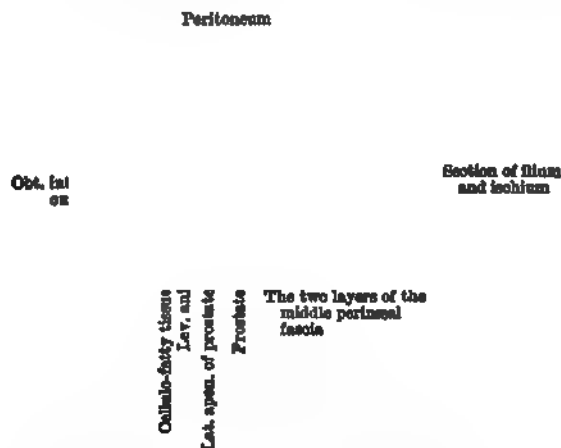 Peritoneum
Obt. int
Section of ilium
and ischium
Cellulo-fatty tissue
Lev. ani
Lat. apon. of prostate
Prostate
The two layers of the
middle perinæal
fascia